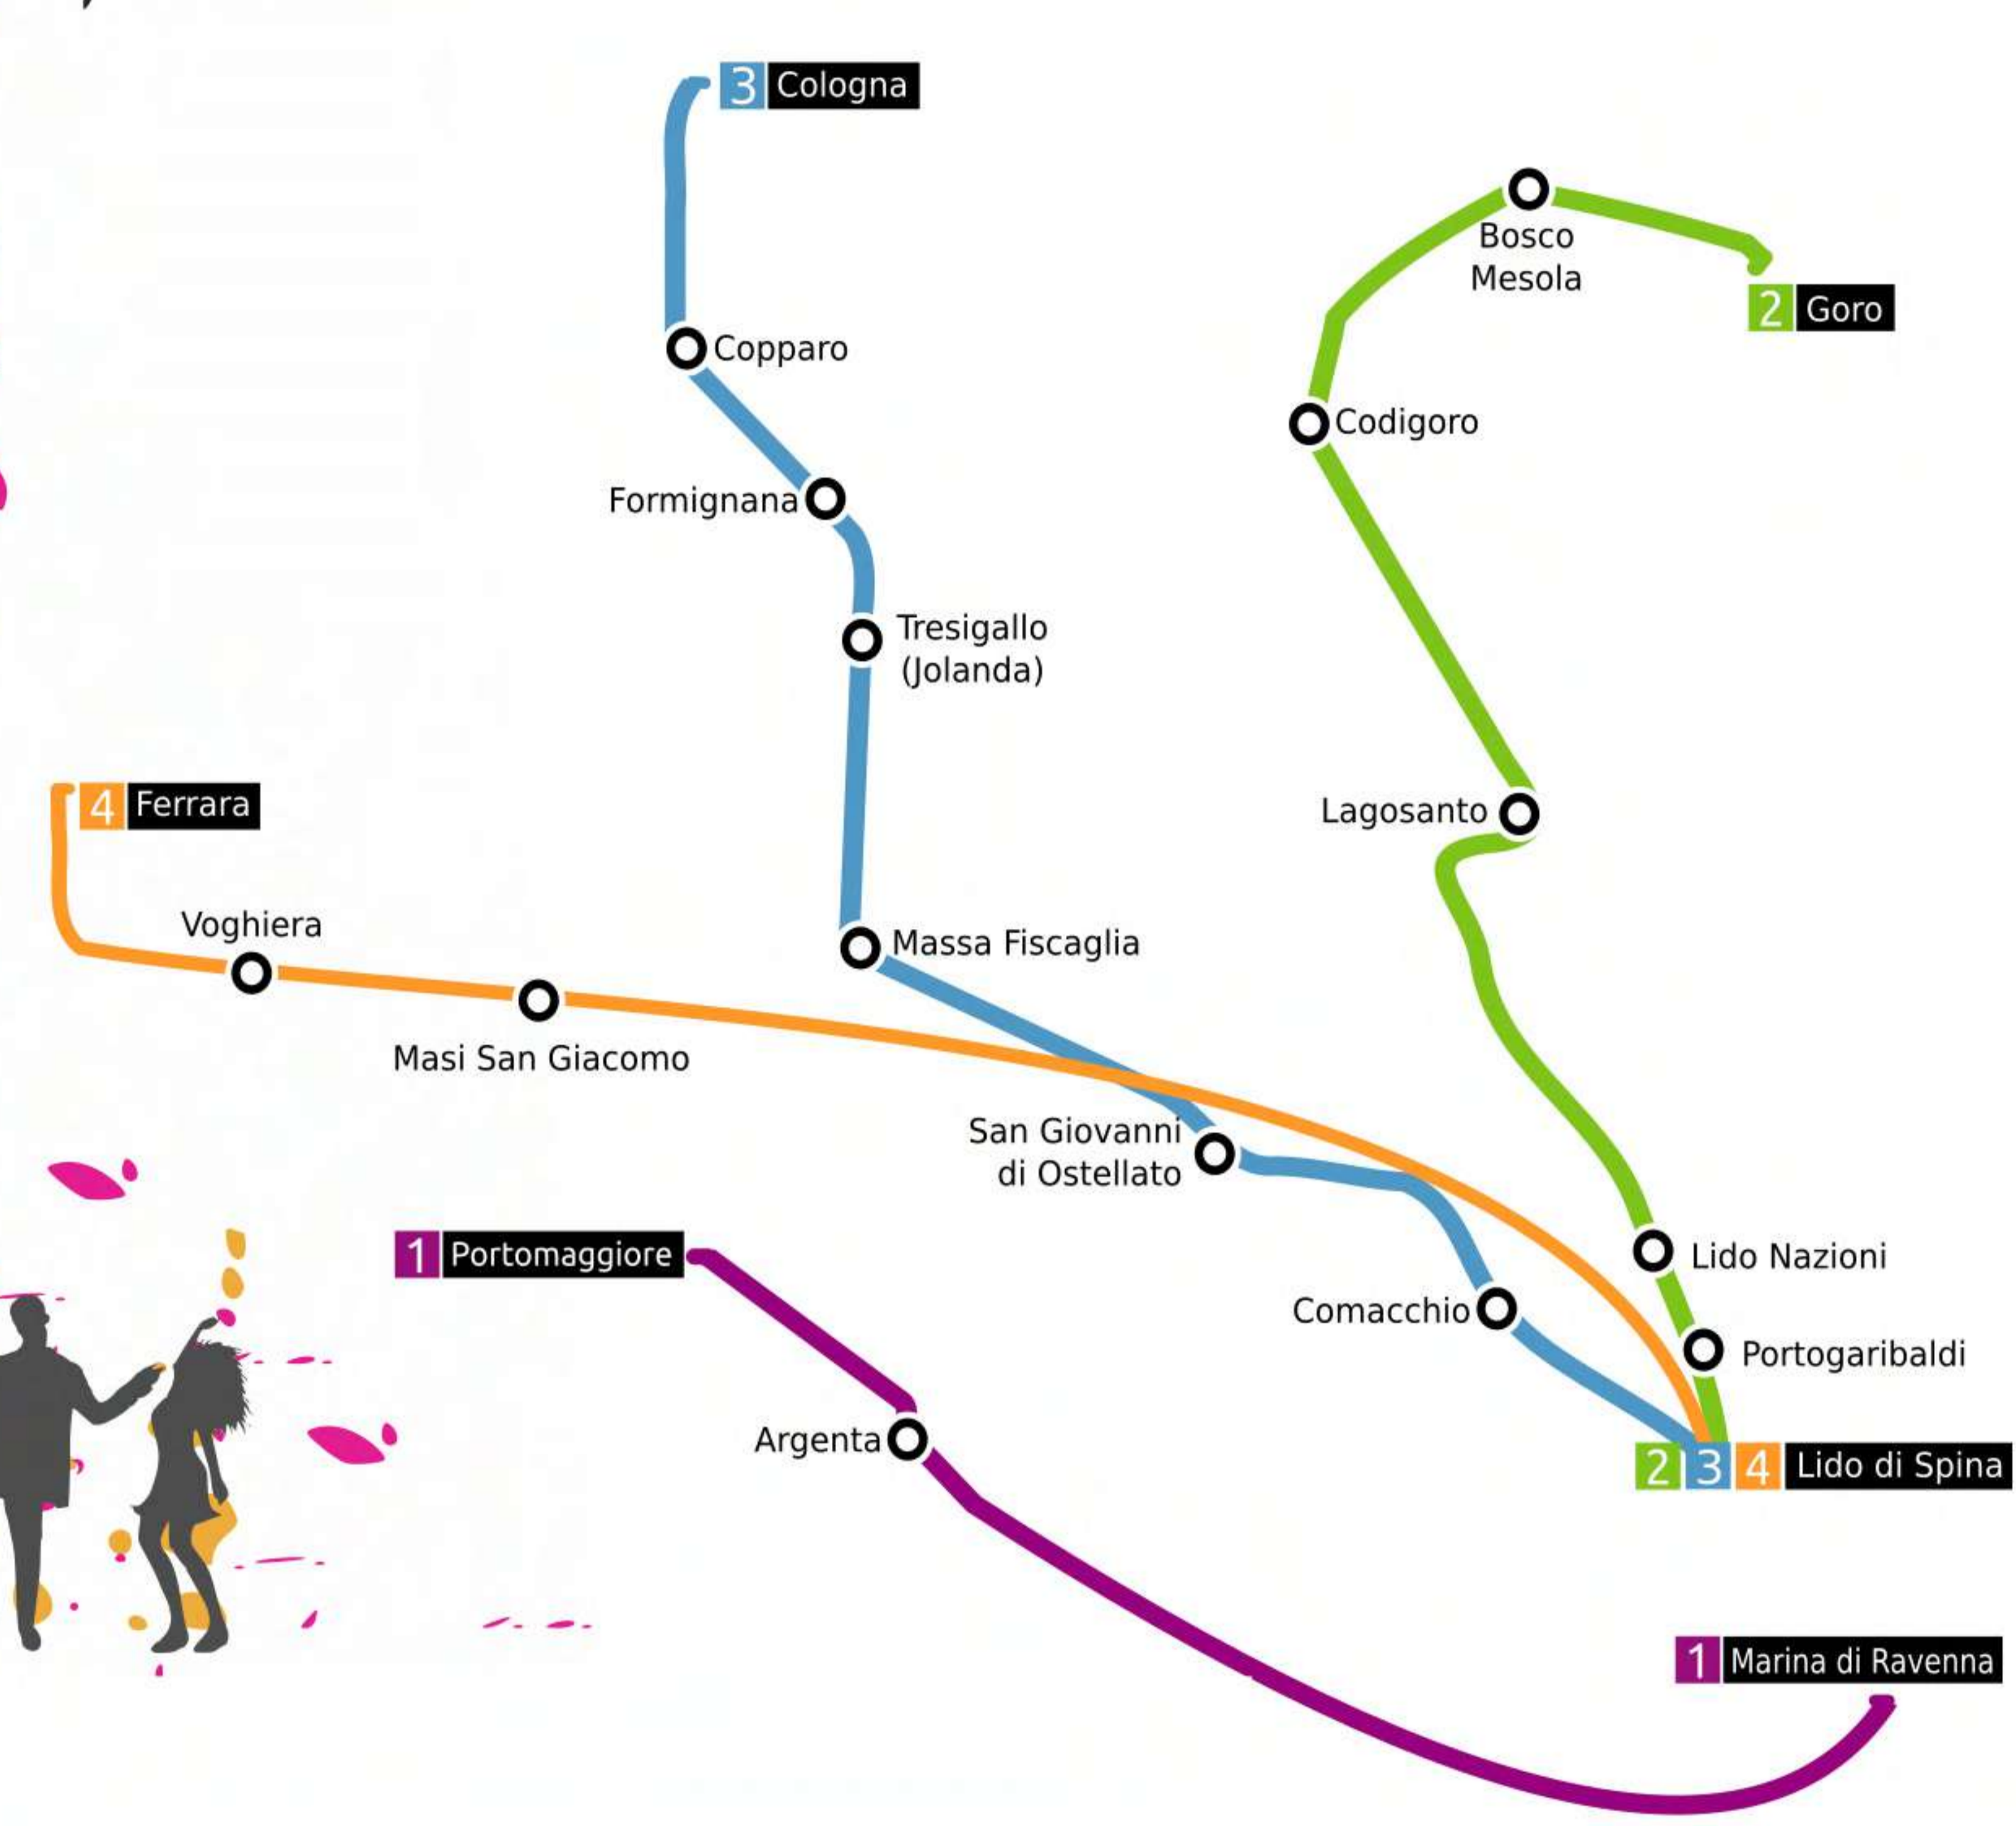 3 Cologna
Bosco
Mesola
2 Goro
Copparo
Codigoro
Formignana
Tresigallo
(Jolanda)
4 Ferrara
Lagosanto
Voghiera
Massa Fiscaglia
Masi San Giacomo
San Giovanni
di Ostellato
1 Portomaggiore
Lido Nazioni
Comacchio
Portogaribaldi
Argenta
2 3 4 Lido di Spina
1 Marina di Ravenna